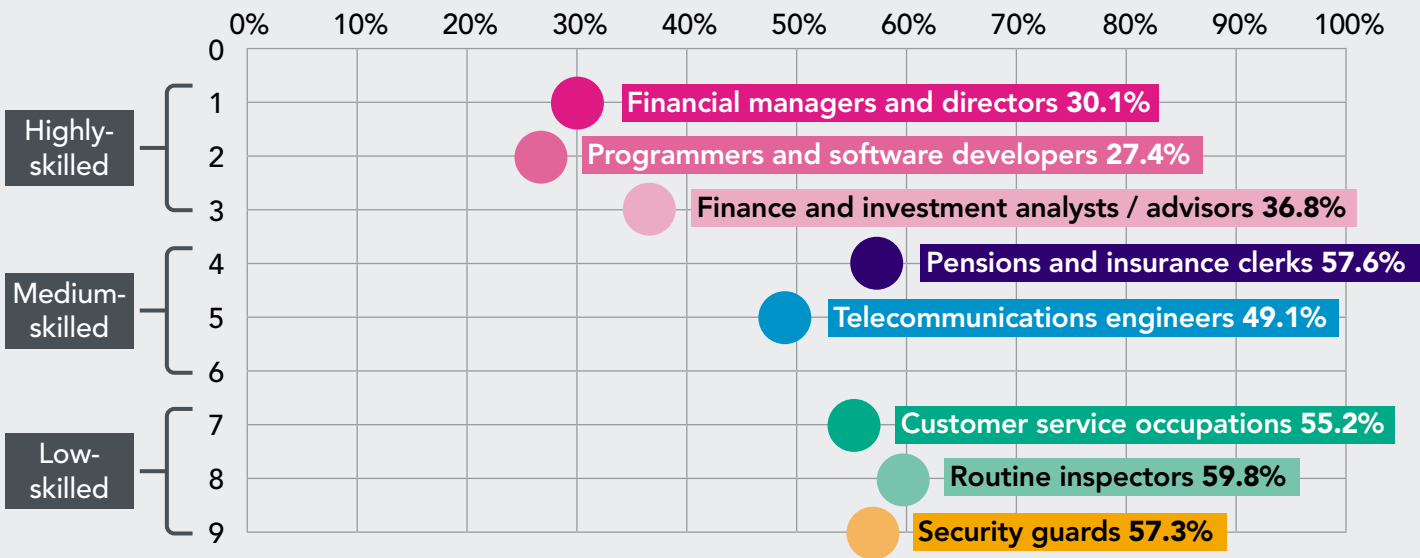 0% 10% 20% 30% 40% 50% 60% 70% 80% 90% 100%
0
Highly-
skilled
1
Financial managers and directors 30.1%
2
Programmers and software developers 27.4%
3
Finance and investment analysts / advisors 36.8%
Medium-
skilled
4
Pensions and insurance clerks 57.6%
5
Telecommunications engineers 49.1%
6
Low-
skilled
7
Customer service occupations 55.2%
8
Routine inspectors 59.8%
9
Security guards 57.3%